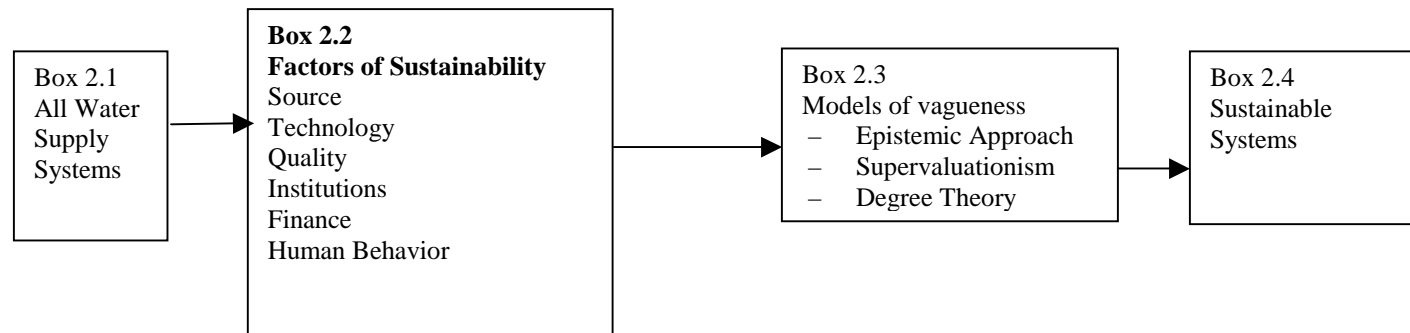 Box 2.1
All Water
Supply
Systems
Box 2.2
Factors of Sustainability
Source
Technology
Quality
Institutions
Finance
Human Behavior
Box 2.3
Models of vagueness
– Epistemic Approach
– Supervaluationism
– Degree Theory
Box 2.4
Sustainable
Systems